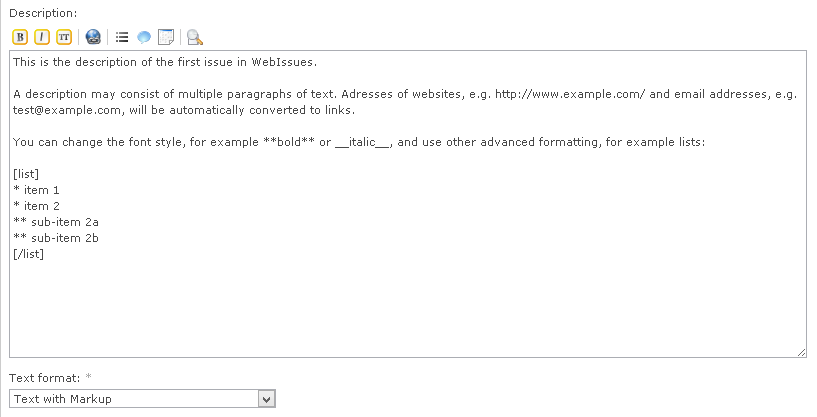 Description:
B I TT
This is the description of the first issue in WebIssues.
A description may consist of multiple paragraphs of text. Adresses of websites, e.g. http://www.example.com/ and email addresses, e.g.
test@example.com, will be automatically converted to links.
You can change the font style, for example **bold** or __italic__, and use other advanced formatting, for example lists:
[list]
* item 1
* item 2
** sub-item 2a
** sub-item 2b
[/list]
Text format: *
Text with Markup